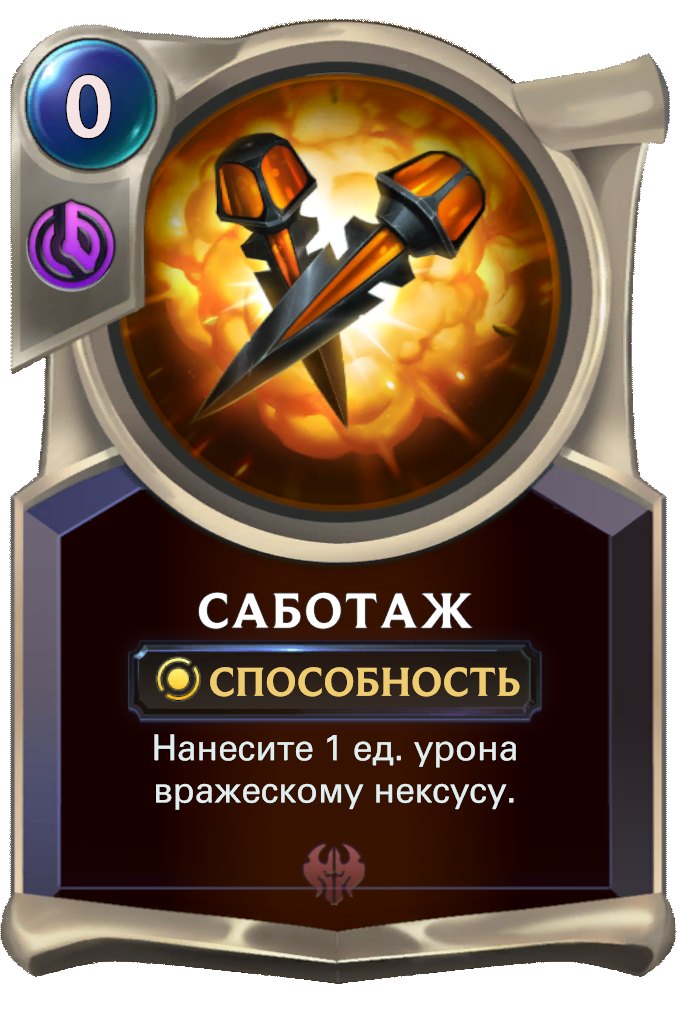 0
САБОТАЖ
СПОСОБНОСТЬ
Нанесите 1 ед. урона
вражескому нексусу.